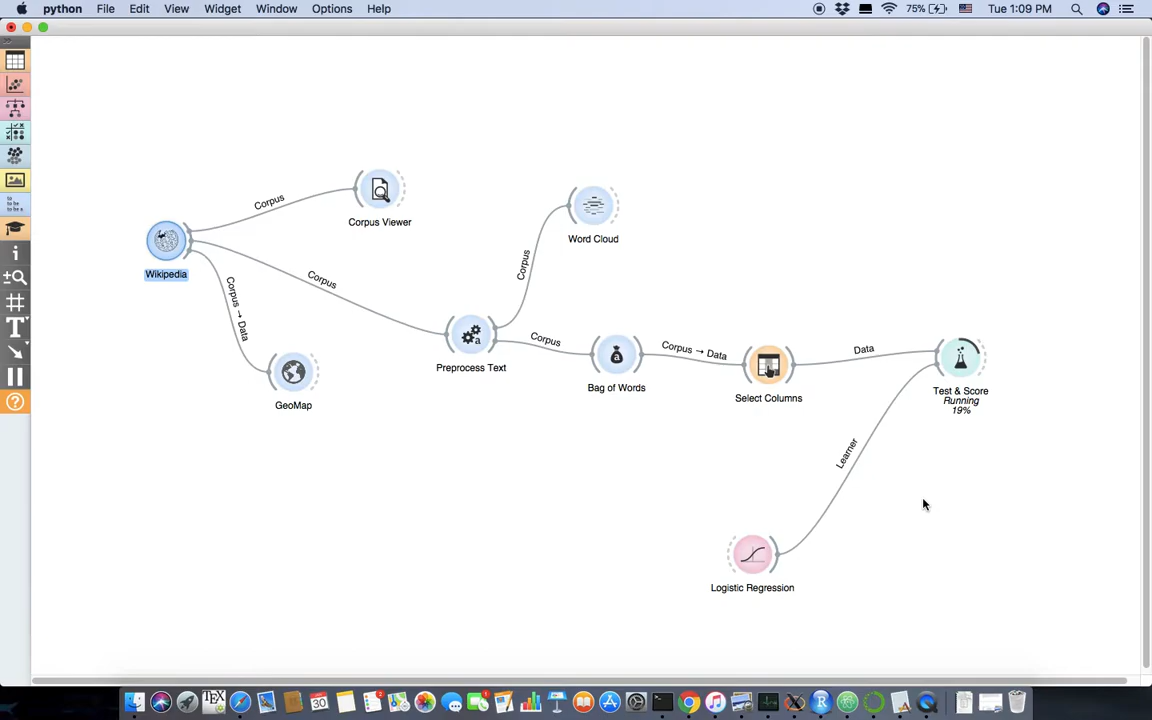 python File Edit View Widget Window Options Help 75% Tue 1:09 PM
Corpus
Corpus Viewer
Word Cloud
Wikipedia
Corpus
Corpus
Corpus → Data
Preprocess Text
Corpus
Bag of Words
Corpus → Data
Select Columns
Data
Test & Score
Running
19%
GeoMap
Learner
Logistic Regression